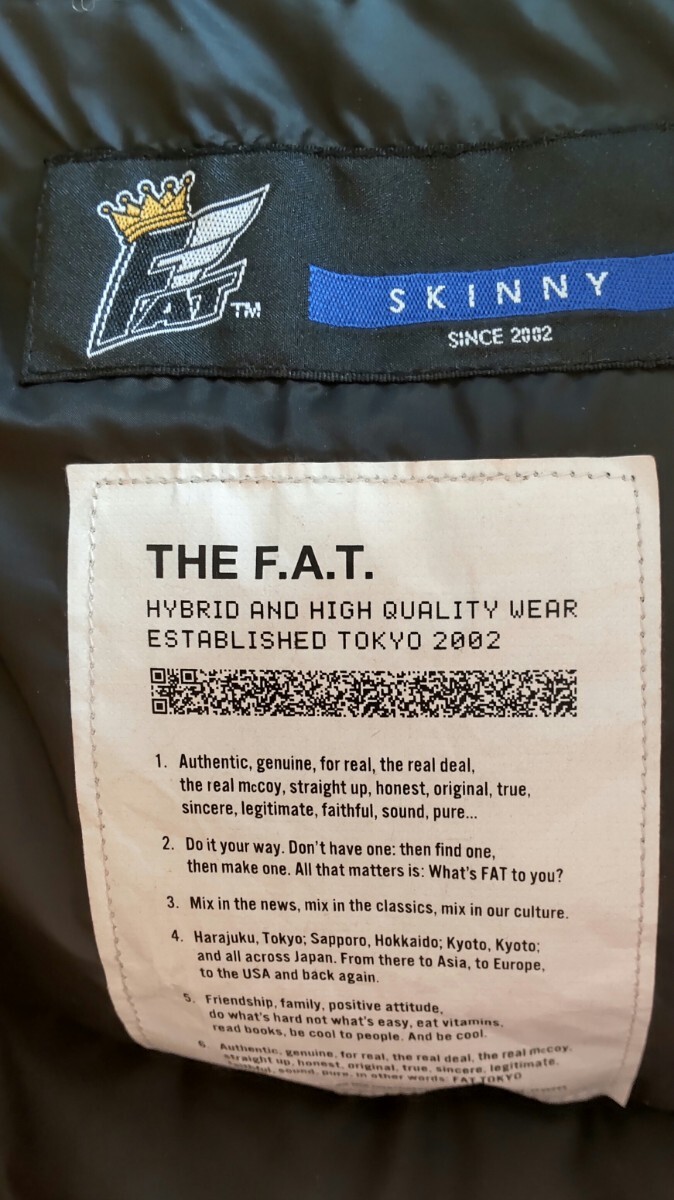 FAT™
SKINNY
SINCE 2002
THE F.A.T.
HYBRID AND HIGH QUALITY WEAR
ESTABLISHED TOKYO 2002
1. Authentic, genuine, for real, the real deal,
the real mcCoy, straight up, honest, original, true,
sincere, legitimate, faithful, sound, pure...
2. Do it your way. Don't have one: then find one,
then make one. All that matters is: What's FAT to you?
3. Mix in the news, mix in the classics, mix in our culture.
4. Harajuku, Tokyo; Sapporo, Hokkaido; Kyoto, Kyoto;
and all across Japan. From there to Asia, to Europe,
to the USA and back again.
5. Friendship, family, positive attitude,
do what's hard not what's easy, eat vitamins,
read books, be cool to people. And be cool.
6. Authentic, genuine, for real, the real deal, the real mcCoy,
straight up, honest, original, true, sincere, legitimate,
faithful, sound, pure, in other words: FAT TOKYO